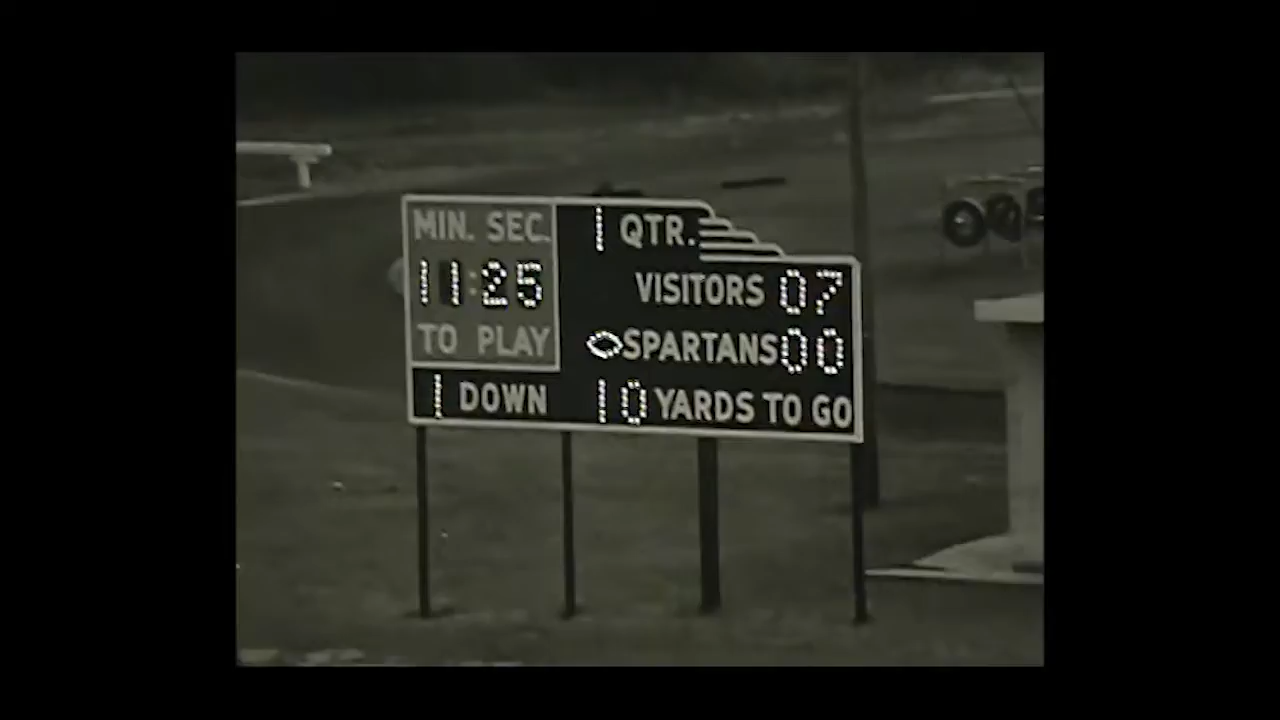 MIN. SEC.
11:25
TO PLAY
1 DOWN
1 QTR.
VISITORS 07
SPARTANS 00
10 YARDS TO GO